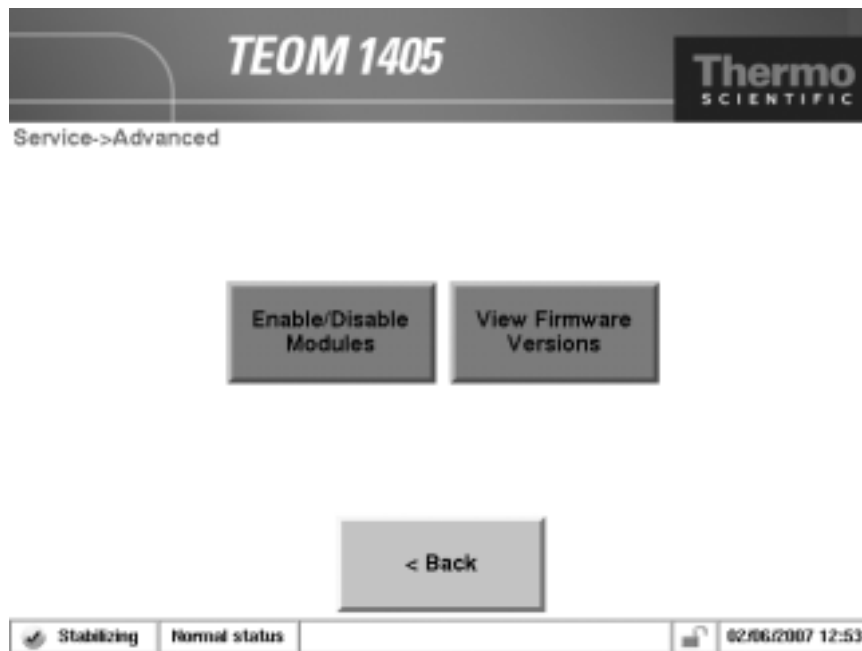 TEOM 1405
Thermo
SCIENTIFIC
Service->Advanced
Enable/Disable
Modules
View Firmware
Versions
< Back
Stabilizing
Normal status
02/06/2007 12:53